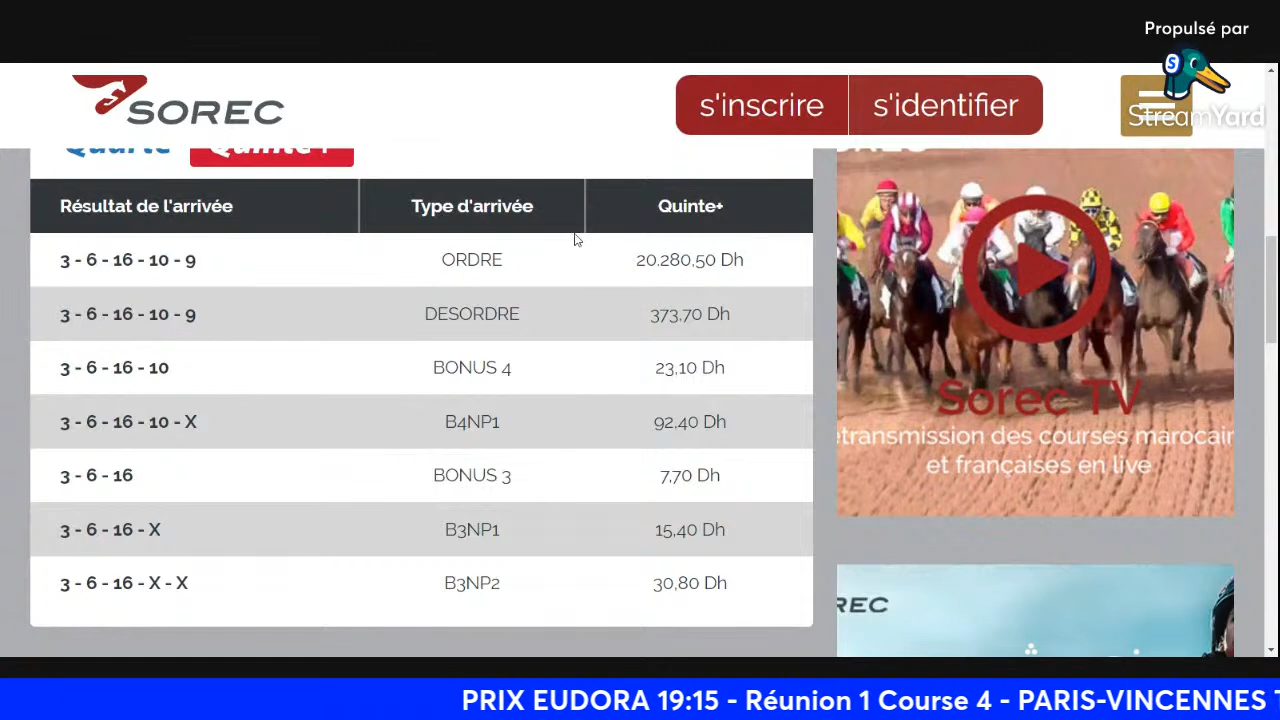 Propulsé par
S
StreamYard
SOREC
s'inscrire
s'identifier
Quarté
Quinté+
Résultat de l'arrivée Type d'arrivée Quinte+
3 - 6 - 16 - 10 - 9 ORDRE 20.280,50 Dh
3 - 6 - 16 - 10 - 9 DESORDRE 373,70 Dh
3 - 6 - 16 - 10 BONUS 4 23,10 Dh
3 - 6 - 16 - 10 - X B4NP1 92,40 Dh
3 - 6 - 16 BONUS 3 7,70 Dh
3 - 6 - 16 - X B3NP1 15,40 Dh
3 - 6 - 16 - X - X B3NP2 30,80 Dh
Sorec TV
etransmission des courses marocain
et françaises en live
REC
PRIX EUDORA 19:15 - Réunion 1 Course 4 - PARIS-VINCENNES